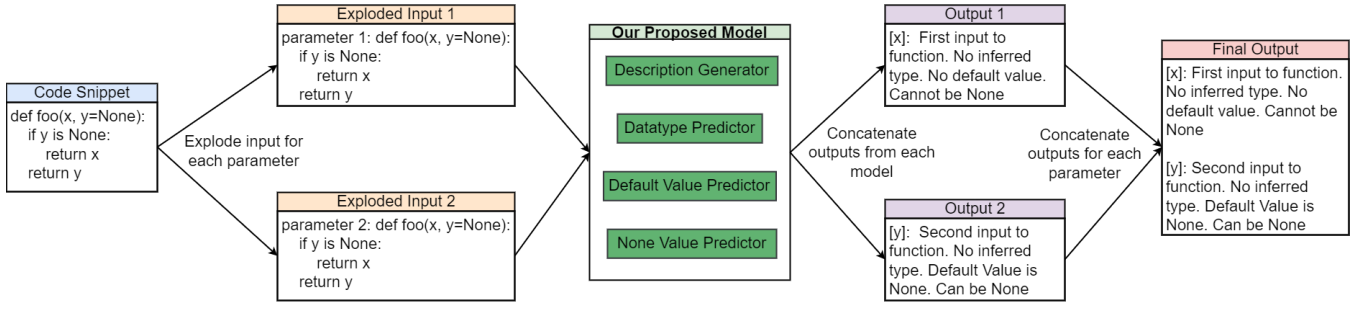 Code Snippet
def foo(x, y=None):
if y is None:
return x
return y
Explode input for
each parameter
Exploded Input 1
parameter 1: def foo(x, y=None):
if y is None:
return x
return y
Exploded Input 2
parameter 2: def foo(x, y=None):
if y is None:
return x
return y
Our Proposed Model
Description Generator
Datatype Predictor
Default Value Predictor
None Value Predictor
Concatenate
outputs from each
model
Output 1
[x]: First input to
function. No inferred
type. No default value.
Cannot be None
Output 2
[y]: Second input to
function. No inferred
type. Default Value is
None. Can be None
Concatenate
outputs for each
parameter
Final Output
[x]: First input to function.
No inferred type. No
default value. Cannot be
None
[y]: Second input to
function. No inferred
type. Default Value is
None. Can be None